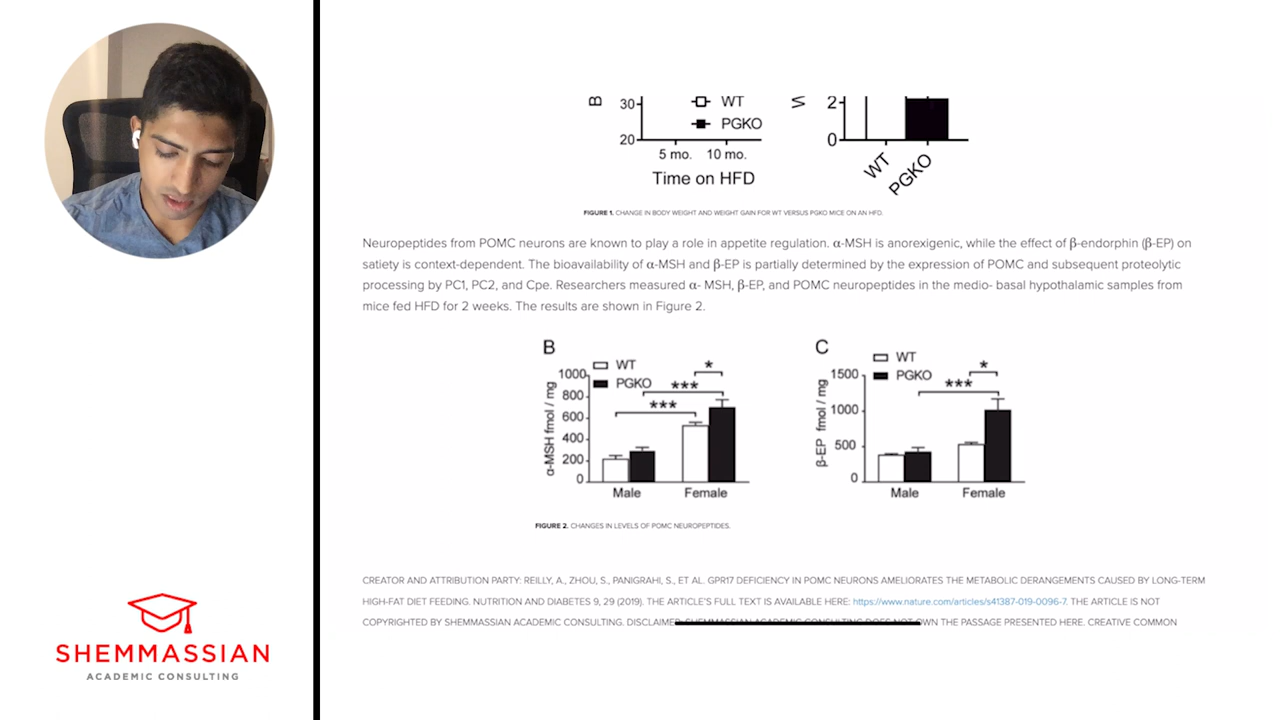 B
30
WT
PGKO
20
5 mo.
10 mo.
Time on HFD
2
0
WT
PGKO
FIGURE 1. CHANGE IN BODY WEIGHT AND WEIGHT GAIN FOR WT VERSUS PGKO MICE ON AN HFD.
Neuropeptides from POMC neurons are known to play a role in appetite regulation. α-MSH is anorexigenic, while the effect of β-endorphin (β-EP) on
satiety is context-dependent. The bioavailability of α-MSH and β-EP is partially determined by the expression of POMC and subsequent proteolytic
processing by PC1, PC2, and Cpe. Researchers measured α- MSH, β-EP, and POMC neuropeptides in the medio- basal hypothalamic samples from
mice fed HFD for 2 weeks. The results are shown in Figure 2.
B
WT
PGKO
α-MSH fmol / mg
1000
800
600
400
200
0
***
***
*
Male
Female
C
WT
PGKO
β-EP fmol / mg
1500
1000
500
0
***
*
Male
Female
FIGURE 2. CHANGES IN LEVELS OF POMC NEUROPEPTIDES.
CREATOR AND ATTRIBUTION PARTY: REILLY, A., ZHOU, S., PANIGRAHI, S., ET AL. GPR17 DEFICIENCY IN POMC NEURONS AMELIORATES THE METABOLIC DERANGEMENTS CAUSED BY LONG-TERM
HIGH-FAT DIET FEEDING. NUTRITION AND DIABETES 9, 29 (2019). THE ARTICLE'S FULL TEXT IS AVAILABLE HERE: https://www.nature.com/articles/s41387-019-0096-7. THE ARTICLE IS NOT
COPYRIGHTED BY SHEMMASSIAN ACADEMIC CONSULTING. DISCLAIMER: SHEMMASSIAN ACADEMIC CONSULTING DOES NOT OWN THE PASSAGE PRESENTED HERE. CREATIVE COMMON
SHEMMASSIAN
ACADEMIC CONSULTING